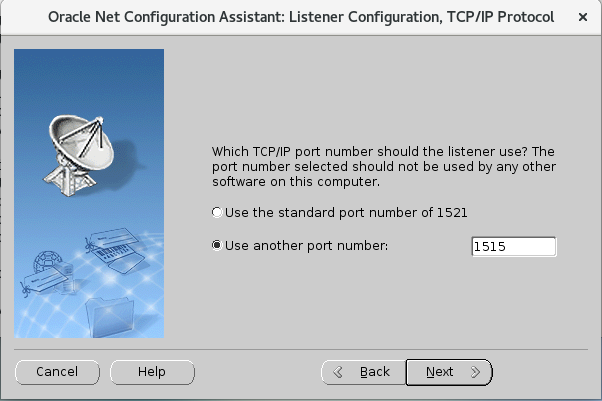 Oracle Net Configuration Assistant: Listener Configuration, TCP/IP Protocol
Which TCP/IP port number should the listener use? The
port number selected should not be used by any other
software on this computer.
Use the standard port number of 1521
Use another port number: 1515
Cancel Help Back Next